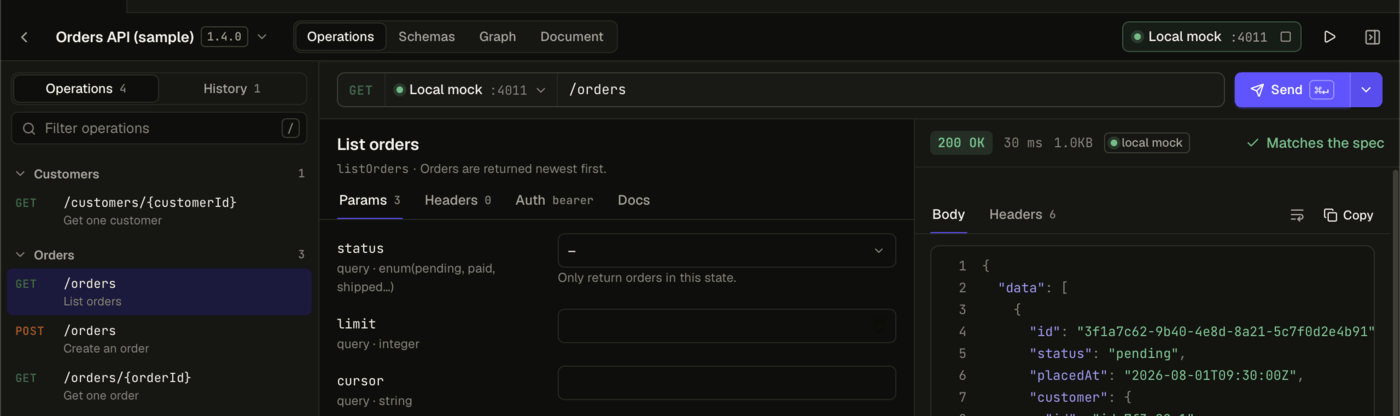 Orders API (sample) 1.4.0
Operations Schemas Graph Document
Local mock :4011
Operations 4 History 1
Filter operations /
Customers 1
GET /customers/{customerId}
Get one customer
Orders 3
GET /orders
List orders
POST /orders
Create an order
GET /orders/{orderId}
Get one order
GET Local mock :4011 /orders
Send ⌘↵
List orders
listOrders · Orders are returned newest first.
Params 3 Headers 0 Auth bearer Docs
status
query · enum(pending, paid,
shipped…)
–
Only return orders in this state.
limit
query · integer
cursor
query · string
200 OK 30 ms 1.0KB local mock Matches the spec
Body Headers 6 Copy
1 {
2 "data": [
3 {
4 "id": "3f1a7c62-9b40-4e8d-8a21-5c7f0d2e4b91"
5 "status": "pending",
6 "placedAt": "2026-08-01T09:30:00Z",
7 "customer": {